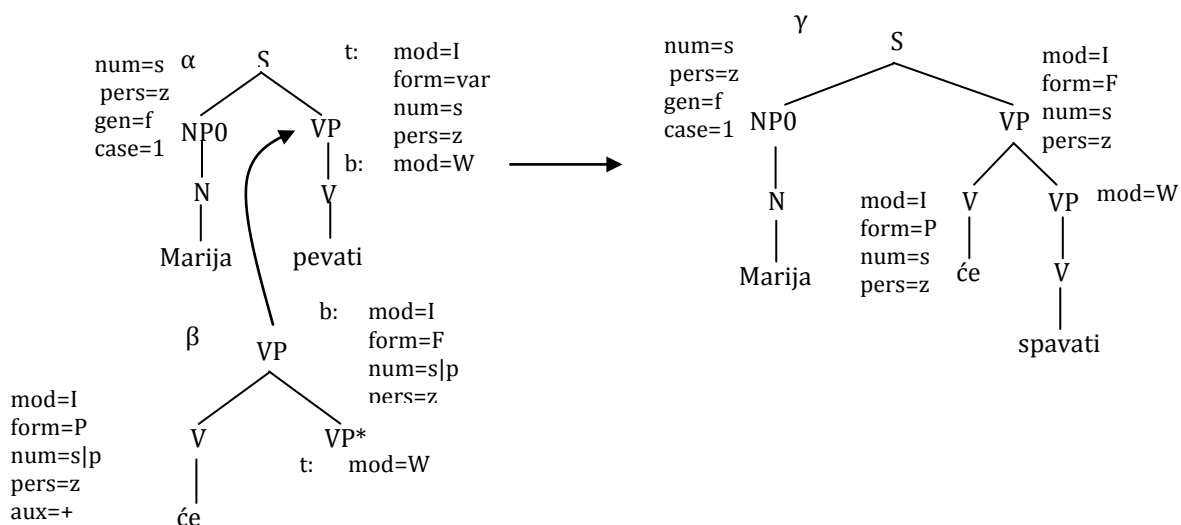 α
S
num=s
pers=z
gen=f
case=1
NP0
VP
t: mod=I
form=var
num=s
pers=z
b: mod=W
N
V
Marija
pevati
β
VP
b: mod=I
form=F
num=s|p
pers=z
mod=I
form=P
num=s|p
pers=z
aux=+
V
VP*
t: mod=W
će
γ
S
num=s
pers=z
gen=f
case=1
NP0
VP
mod=I
form=F
num=s
pers=z
N
V
VP
mod=W
mod=I
form=P
num=s
pers=z
Marija
će
V
spavati